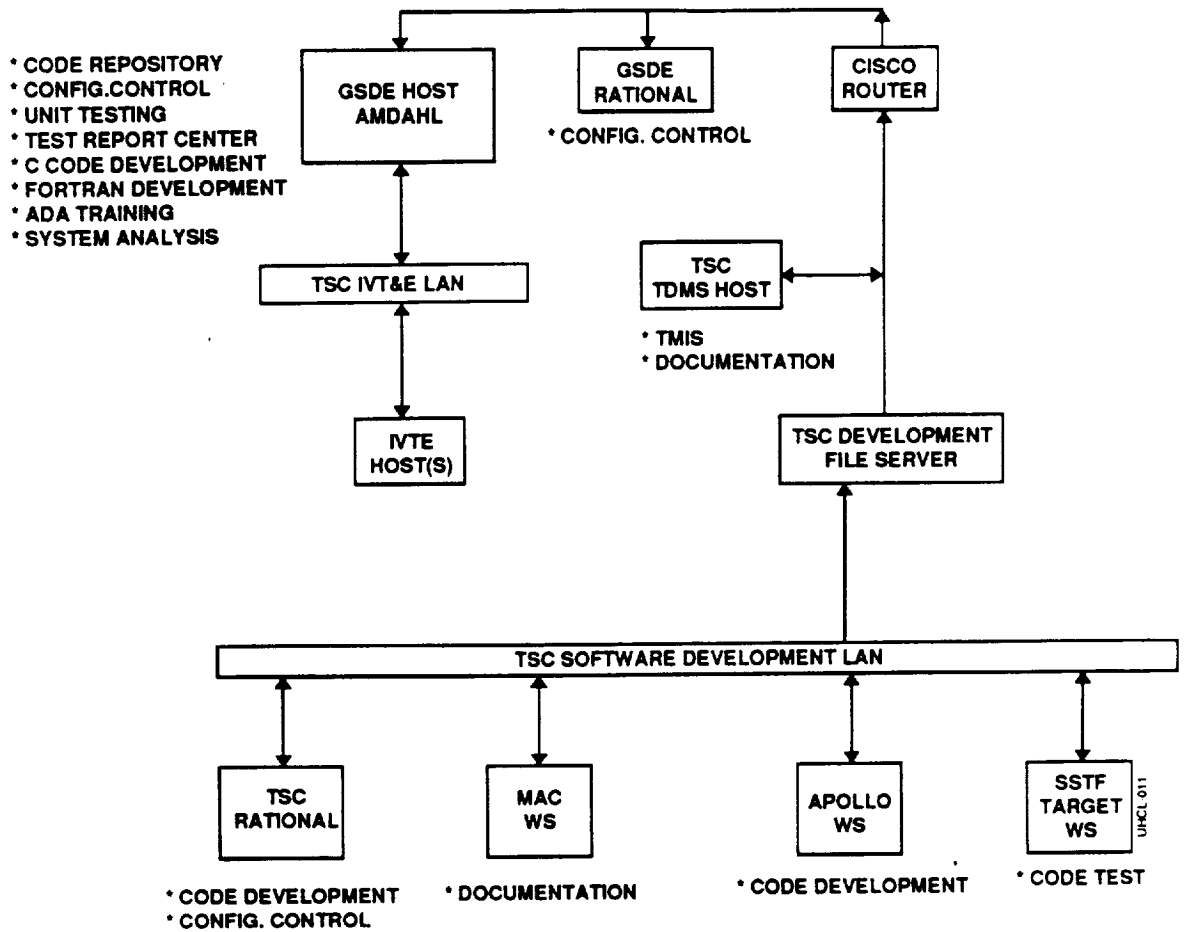 * CODE REPOSITORY
* CONFIG.CONTROL
* UNIT TESTING
* TEST REPORT CENTER
* C CODE DEVELOPMENT
* FORTRAN DEVELOPMENT
* ADA TRAINING
* SYSTEM ANALYSIS
GSDE HOST
AMDAHL
GSDE
RATIONAL
* CONFIG. CONTROL
CISCO
ROUTER
TSC IVT&E LAN
TSC
TDMS HOST
* TMIS
* DOCUMENTATION
IVTE
HOST(S)
TSC DEVELOPMENT
FILE SERVER
TSC SOFTWARE DEVELOPMENT LAN
TSC
RATIONAL
* CODE DEVELOPMENT
* CONFIG. CONTROL
MAC
WS
* DOCUMENTATION
APOLLO
WS
* CODE DEVELOPMENT
SSTF
TARGET
WS
* CODE TEST
UHCL-011